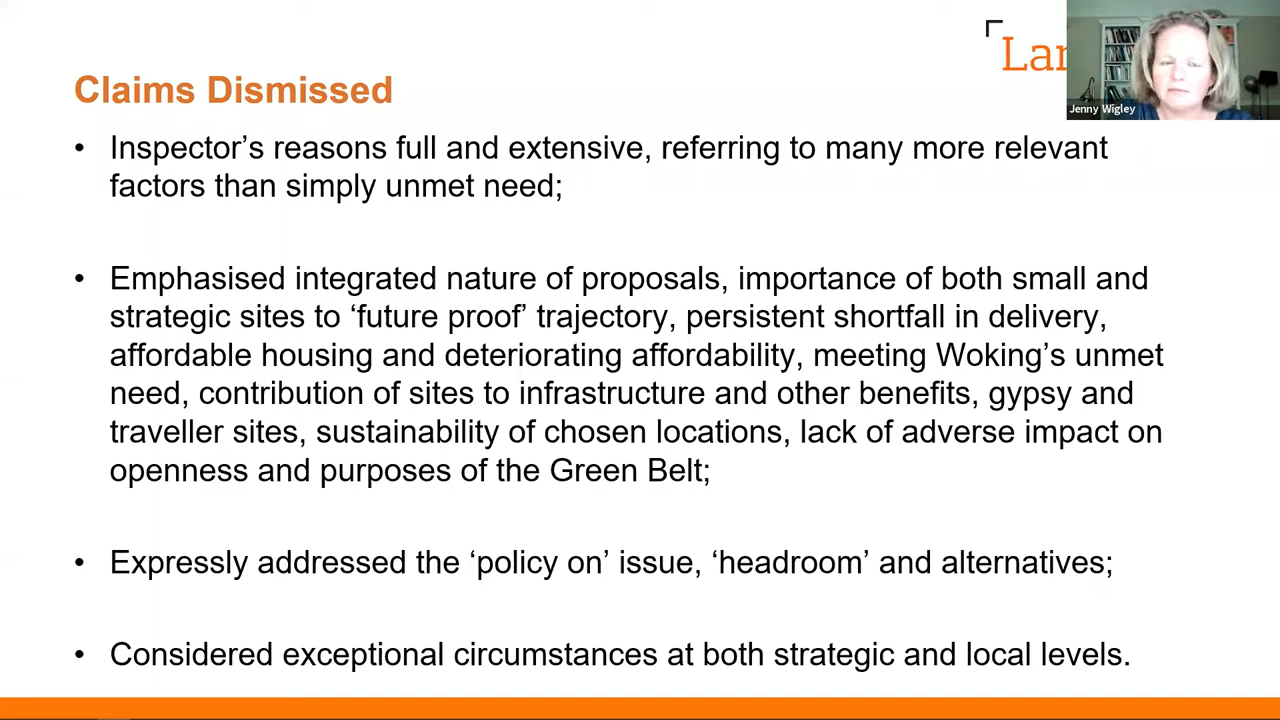 Lan
Jenny Wigley
Claims Dismissed
• Inspector’s reasons full and extensive, referring to many more relevant
factors than simply unmet need;
• Emphasised integrated nature of proposals, importance of both small and
strategic sites to ‘future proof’ trajectory, persistent shortfall in delivery,
affordable housing and deteriorating affordability, meeting Woking’s unmet
need, contribution of sites to infrastructure and other benefits, gypsy and
traveller sites, sustainability of chosen locations, lack of adverse impact on
openness and purposes of the Green Belt;
• Expressly addressed the ‘policy on’ issue, ‘headroom’ and alternatives;
• Considered exceptional circumstances at both strategic and local levels.